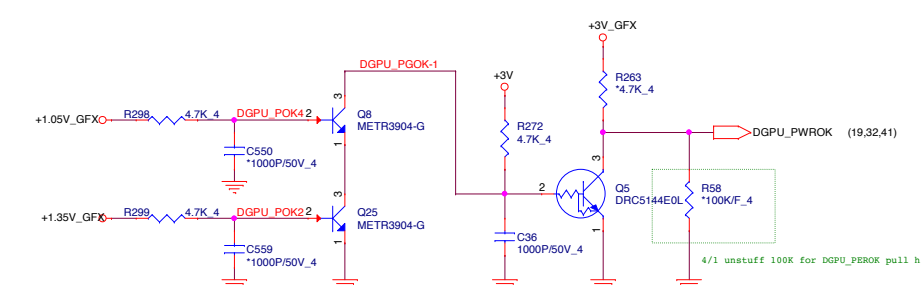 +3V_GFX
DGPU_PGOK-1
+3V
R263
*4.7K_4
+1.05V_GFX
R298
4.7K_4
DGPU_POK4
2
3
Q8
METR3904-G
1
R272
4.7K_4
DGPU_PWROK
(19,32,41)
C550
*1000P/50V_4
3
2
Q5
DRC5144E0L
1
R58
*100K/F_4
+1.35V_GFX
R299
4.7K_4
DGPU_POK2
2
3
Q25
METR3904-G
1
C36
1000P/50V_4
C559
*1000P/50V_4
4/1 unstuff 100K for DGPU_PEROK pull h